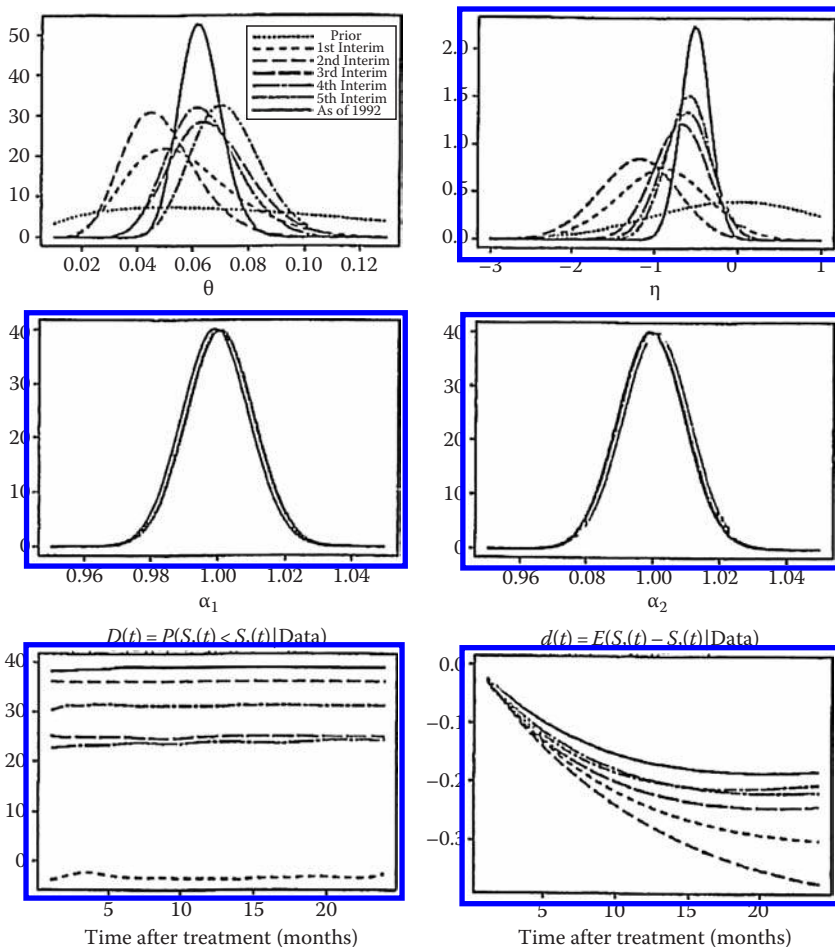 50
40
30
20
10
0
Prior
1st Interim
2nd Interim
3rd Interim
4th Interim
5th Interim
As of 1992
0.02 0.04 0.06 0.08 0.10 0.12
θ
2.0
1.5
1.0
0.5
0.0
−3 −2 −1 0 1
η
40
30
20
10
0
0.96 0.98 1.00 1.02 1.04
α1
40
30
20
10
0
0.96 0.98 1.00 1.02 1.04
α2
D(t) = P(S.(t) < S.(t)|Data)
40
30
20
10
0
5 10 15 20
Time after treatment (months)
d(t) = E(S.(t) − S.(t)|Data)
0.0
−0.1
−0.2
−0.3
5 10 15 20
Time after treatment (months)